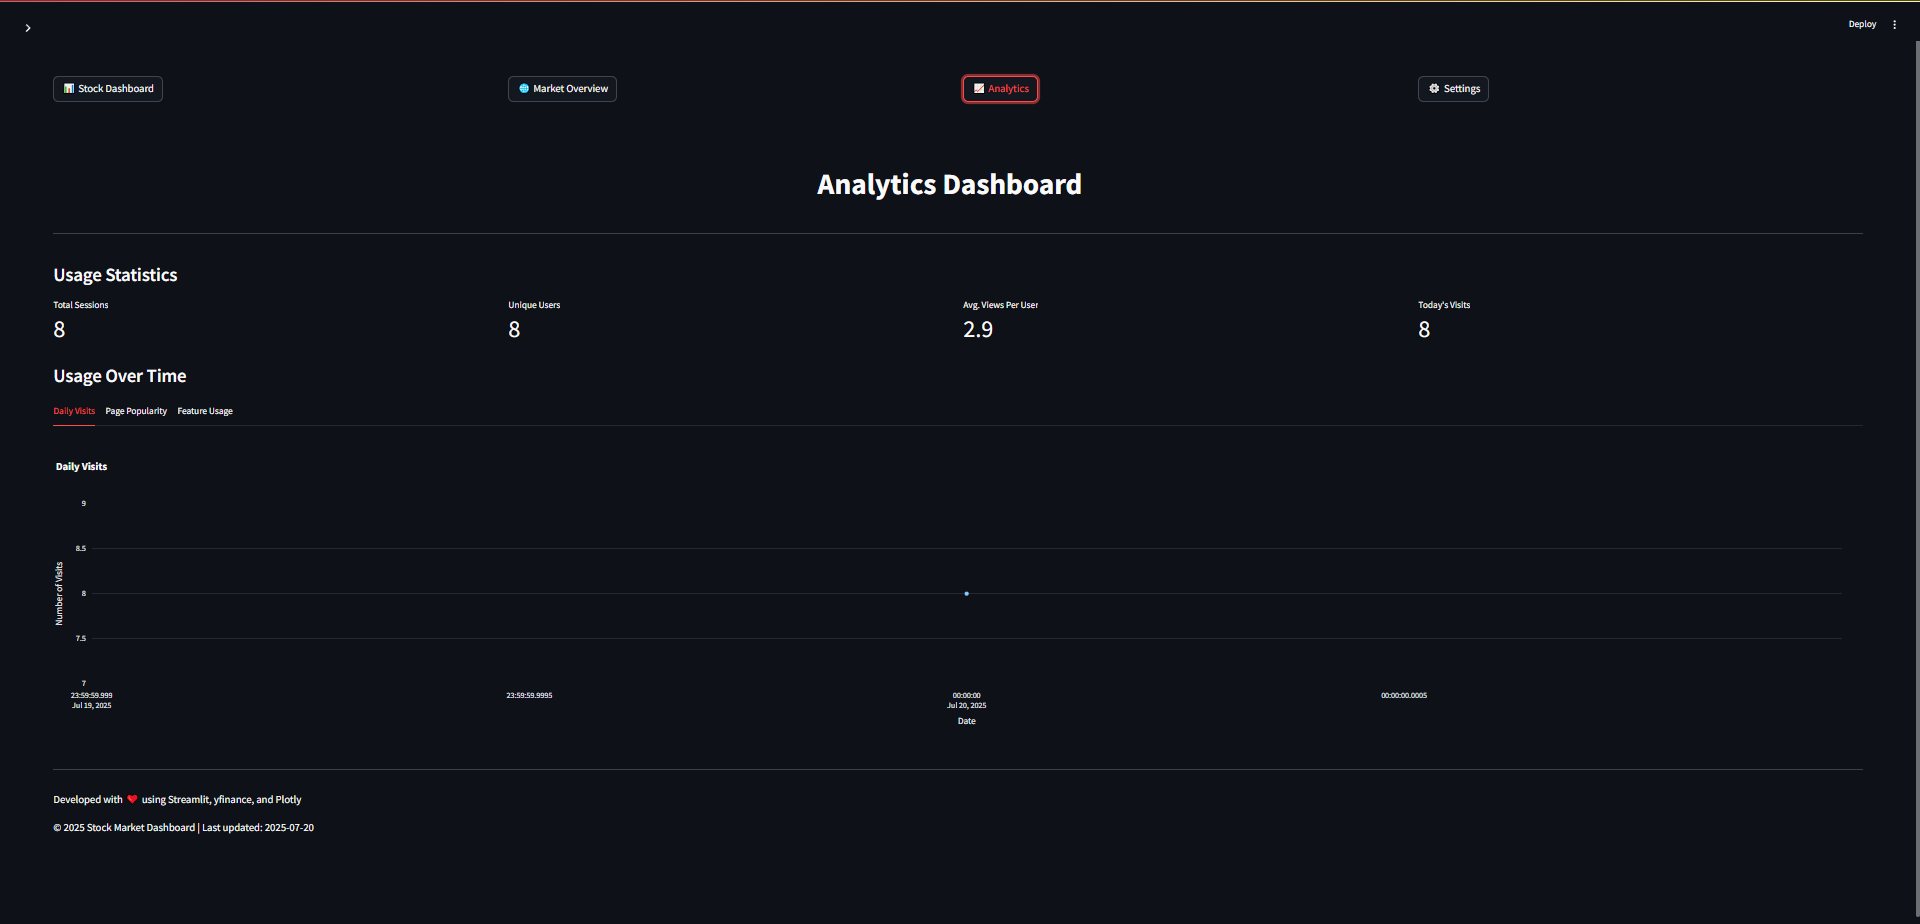 Deploy
Stock Dashboard
Market Overview
Analytics
Settings
Analytics Dashboard
Usage Statistics
Total Sessions
8
Unique Users
8
Avg. Views Per User
2.9
Today's Visits
8
Usage Over Time
Daily Visits
Page Popularity
Feature Usage
Daily Visits
Number of Visits
9
8.5
8
7.5
7
23:59:59.999
Jul 19, 2025
23:59:59.9995
00:00:00
Jul 20, 2025
00:00:00.0005
Date
Developed with ❤️ using Streamlit, yfinance, and Plotly
© 2025 Stock Market Dashboard | Last updated: 2025-07-20